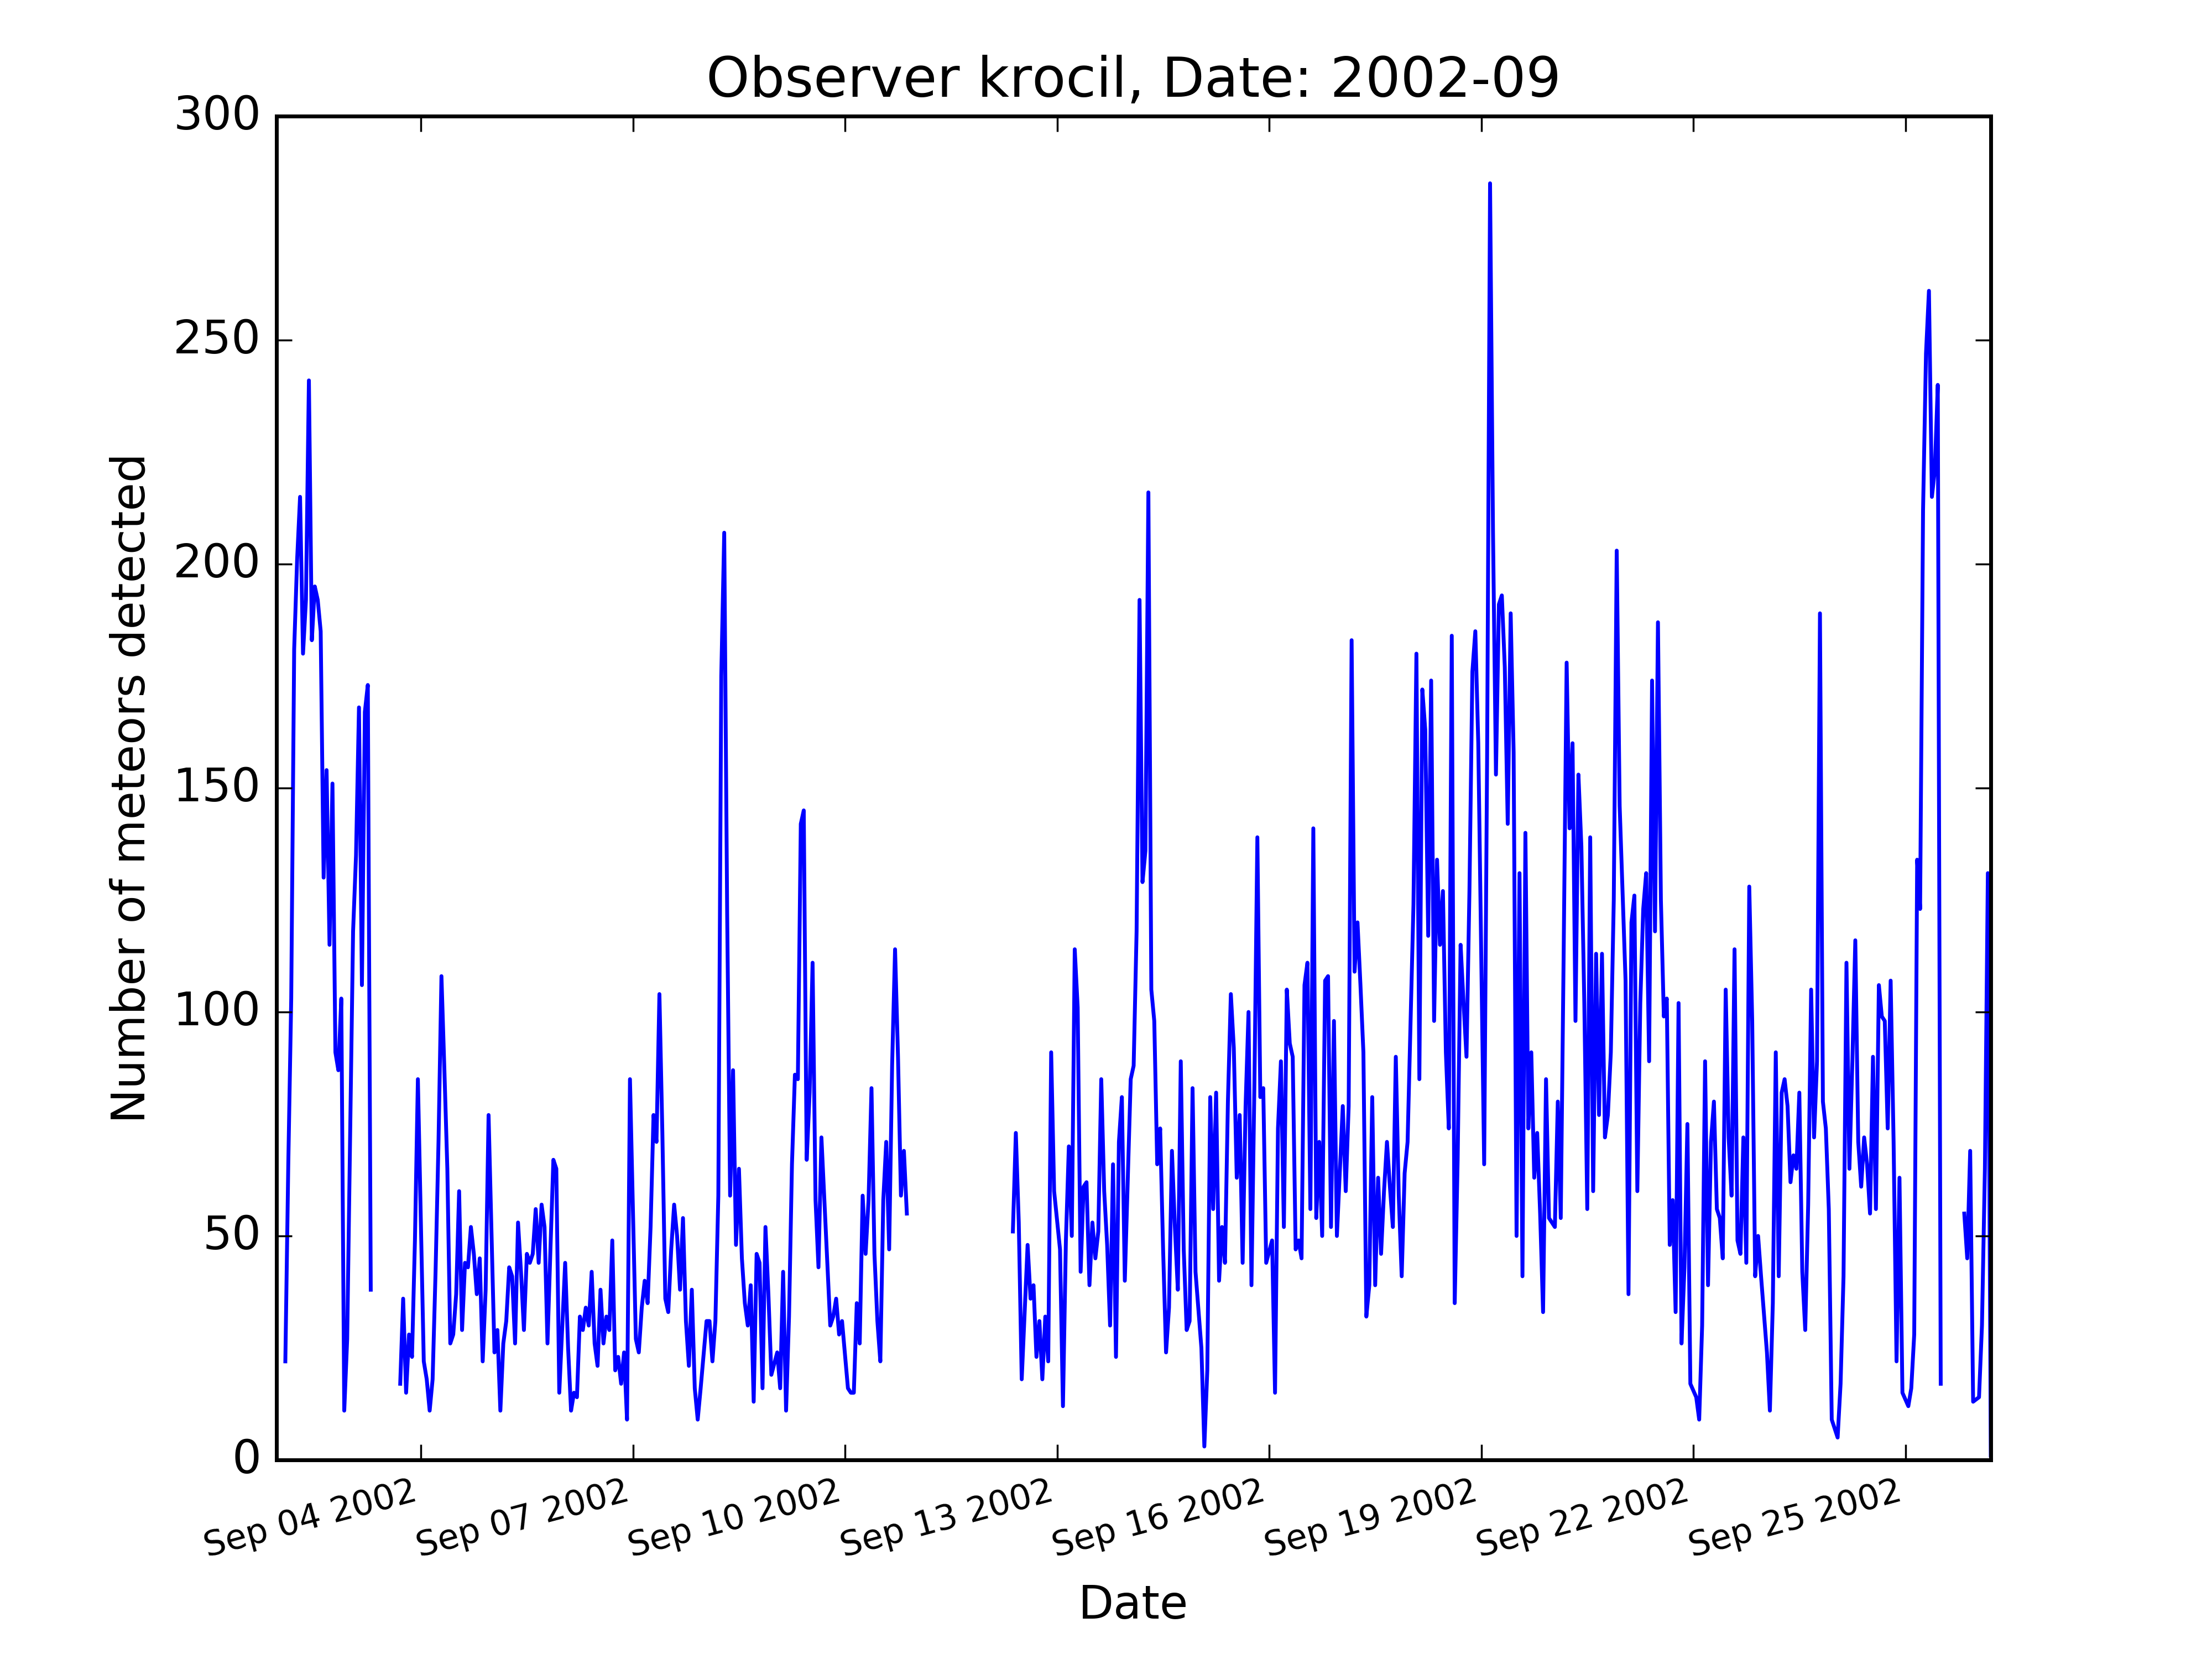 Observer krocil, Date: 2002-09
300
250
200
150
100
50
0
Number of meteors detected
Sep 04 2002
Sep 07 2002
Sep 10 2002
Sep 13 2002
Sep 16 2002
Sep 19 2002
Sep 22 2002
Sep 25 2002
Date